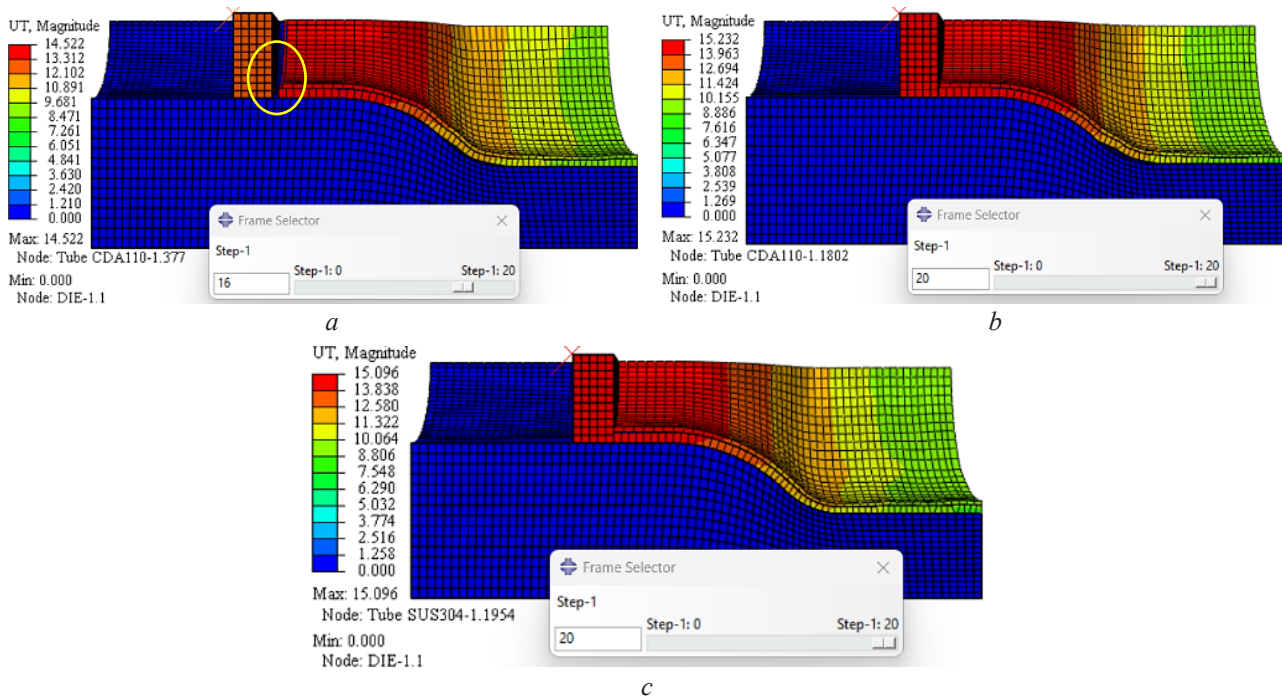 UT, Magnitude
14.522
13.312
12.102
10.891
9.681
8.471
7.261
6.051
4.841
3.630
2.420
1.210
0.000
Max: 14.522
Node: Tube CDA110-1.377
Min: 0.000
Node: DIE-1.1
Frame Selector
Step-1
Step-1: 0 Step-1: 20
16
a
UT, Magnitude
15.232
13.963
12.694
11.424
10.155
8.886
7.616
6.347
5.077
3.808
2.539
1.269
0.000
Max: 15.232
Node: Tube CDA110-1.1802
Min: 0.000
Node: DIE-1.1
Frame Selector
Step-1
Step-1: 0 Step-1: 20
20
b
UT, Magnitude
15.096
13.838
12.580
11.322
10.064
8.806
7.548
6.290
5.032
3.774
2.516
1.258
0.000
Max: 15.096
Node: Tube SUS304-1.1954
Min: 0.000
Node: DIE-1.1
Frame Selector
Step-1
Step-1: 0 Step-1: 20
20
c